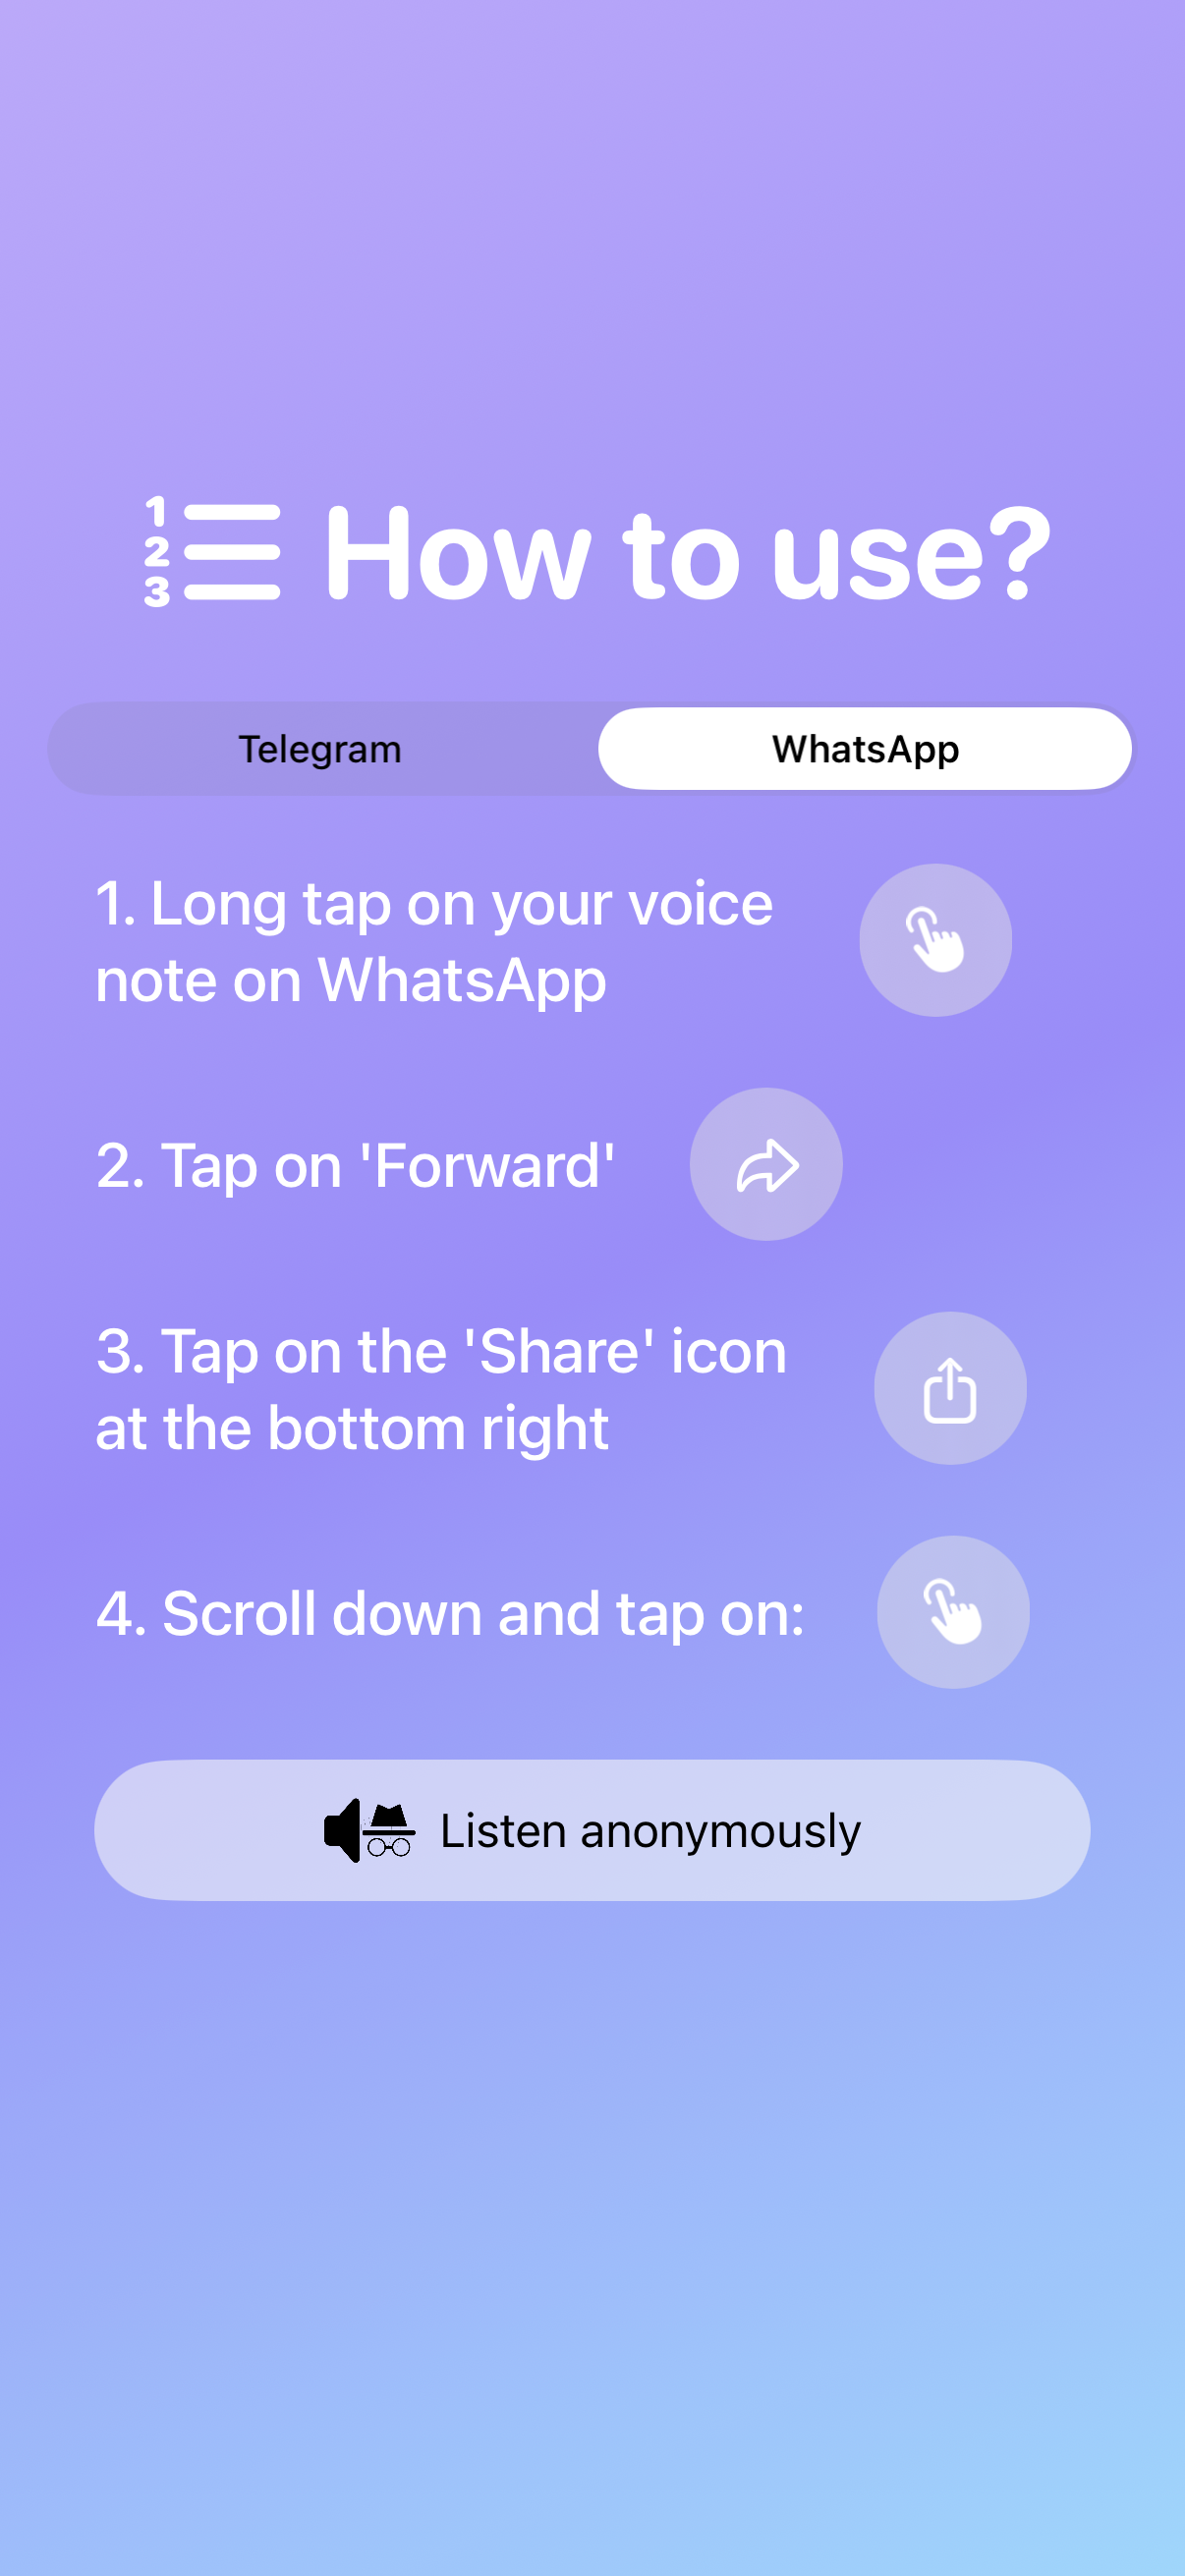 1
2
3
How to use?
Telegram
WhatsApp
1. Long tap on your voice
note on WhatsApp
2. Tap on 'Forward'
3. Tap on the 'Share' icon
at the bottom right
4. Scroll down and tap on:
Listen anonymously